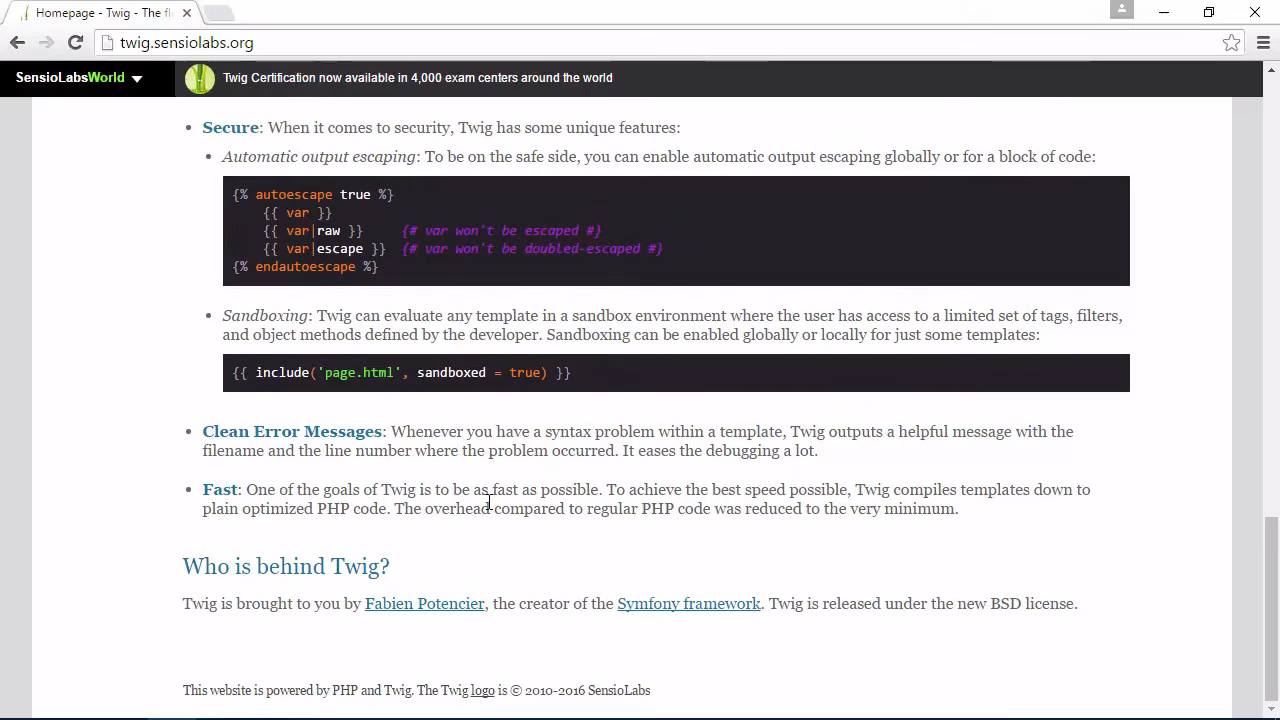 Homepage - Twig - The fl
twig.sensiolabs.org
SensioLabsWorld
Twig Certification now available in 4,000 exam centers around the world
Secure: When it comes to security, Twig has some unique features:
Automatic output escaping: To be on the safe side, you can enable automatic output escaping globally or for a block of code:
{% autoescape true %}
{{ var }}
{{ var|raw }} {# var won't be escaped #}
{{ var|escape }} {# var won't be doubled-escaped #}
{% endautoescape %}
Sandboxing: Twig can evaluate any template in a sandbox environment where the user has access to a limited set of tags, filters,
and object methods defined by the developer. Sandboxing can be enabled globally or locally for just some templates:
{{ include('page.html', sandboxed = true) }}
Clean Error Messages: Whenever you have a syntax problem within a template, Twig outputs a helpful message with the
filename and the line number where the problem occurred. It eases the debugging a lot.
Fast: One of the goals of Twig is to be as fast as possible. To achieve the best speed possible, Twig compiles templates down to
plain optimized PHP code. The overhead compared to regular PHP code was reduced to the very minimum.
Who is behind Twig?
Twig is brought to you by Fabien Potencier, the creator of the Symfony framework. Twig is released under the new BSD license.
This website is powered by PHP and Twig. The Twig logo is © 2010-2016 SensioLabs